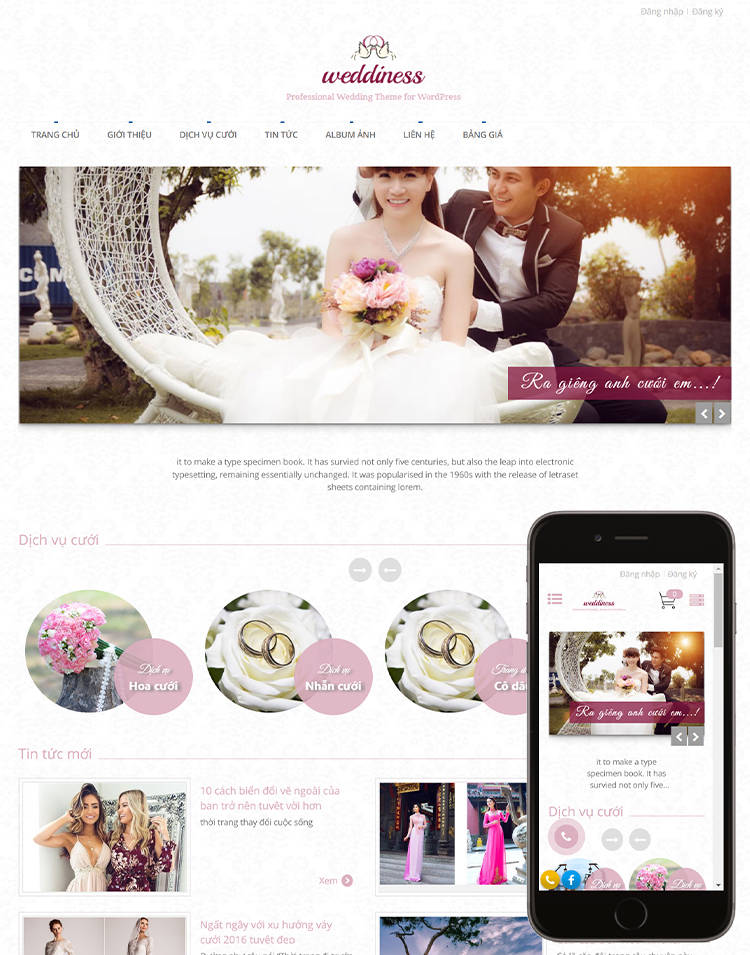 Đăng nhập | Đăng ký
weddiness
Professional Wedding Theme for WordPress
TRANG CHỦ GIỚI THIỆU DỊCH VỤ CƯỚI TIN TỨC ALBUM ẢNH LIÊN HỆ BẢNG GIÁ
Ra giêng anh cưới em...!
it to make a type specimen book. It has survied not only five centuries, but also the leap into electronic
typesetting, remaining essentially unchanged. It was popularised in the 1960s with the release of letraset
sheets containing lorem.
Dịch vụ cưới
Dịch vụ
Hoa cưới
Dịch vụ
Nhẫn cưới
Trang đ
Cô dâu
Tin tức mới
10 cách biến đổi vẻ ngoài của
bạn trở nên tuyệt vời hơn
thời trang thay đổi cuộc sống
Xem
Ngất ngây với xu hướng váy
cưới 2016 tuyệt đẹp
Đăng nhập | Đăng ký
weddiness
0
Ra giêng anh cưới em...!
it to make a type
specimen book. It has
survied not only five...
Dịch vụ cưới
Dịch vụ
Dịch vụ